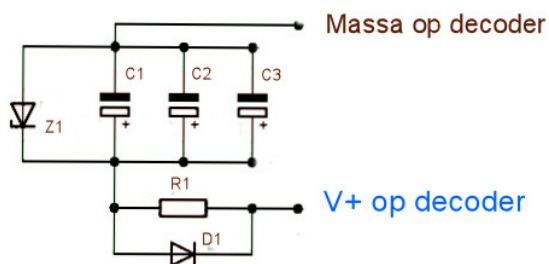 Massa op decoder
C1 C2 C3
+ + +
Z1
R1
V+ op decoder
D1